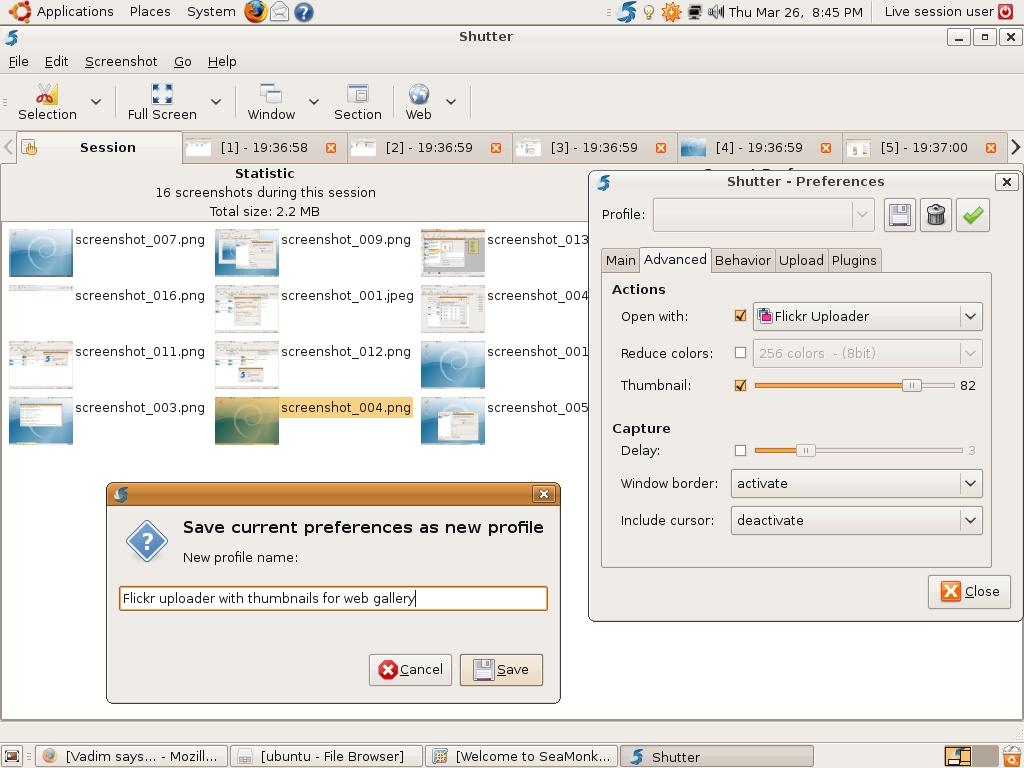 Applications Places System Thu Mar 26, 8:45 PM Live session user
Shutter
File Edit Screenshot Go Help
Selection Full Screen Window Section Web
Session [1] - 19:36:58 [2] - 19:36:59 [3] - 19:36:59 [4] - 19:36:59 [5] - 19:37:00
Statistic
16 screenshots during this session
Total size: 2.2 MB
screenshot_007.png screenshot_009.png screenshot_013
screenshot_016.png screenshot_001.jpeg screenshot_004
screenshot_011.png screenshot_012.png screenshot_001
screenshot_003.png screenshot_004.png screenshot_005
Shutter - Preferences
Profile:
Main Advanced Behavior Upload Plugins
Actions
Open with: Flickr Uploader
Reduce colors: 256 colors - (8bit)
Thumbnail: 82
Capture
Delay: 3
Window border: activate
Include cursor: deactivate
Close
Save current preferences as new profile
New profile name:
Flickr uploader with thumbnails for web gallery
Cancel Save
[Vadim says... - Mozill... [ubuntu - File Browser] [Welcome to SeaMonk... Shutter